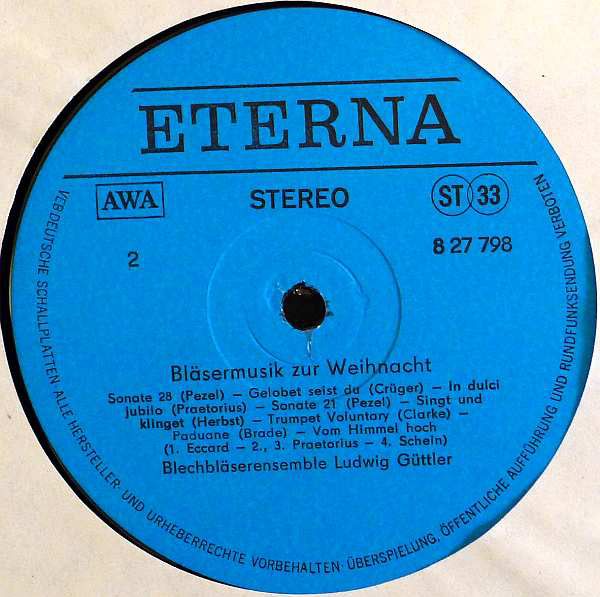 ETERNA
AWA
STEREO
ST 33
2
8 27 798
Bläsermusik zur Weihnacht
Sonate 28 (Pezel) – Gelobet seist du (Crüger) – In dulci
jubilo (Praetorius) – Sonate 21 (Pezel) – Singt und
klinget (Herbst) – Trumpet Voluntary (Clarke) –
Paduane (Brade) – Vom Himmel hoch
(1. Eccard – 2., 3. Praetorius – 4. Schein)
Blechbläserensemble Ludwig Güttler
VEB DEUTSCHE SCHALLPLATTEN · ALLE HERSTELLER- UND URHEBERRECHTE VORBEHALTEN. ÜBERSPIELUNG, ÖFFENTLICHE AUFFÜHRUNG UND RUNDFUNKSENDUNG VERBOTEN